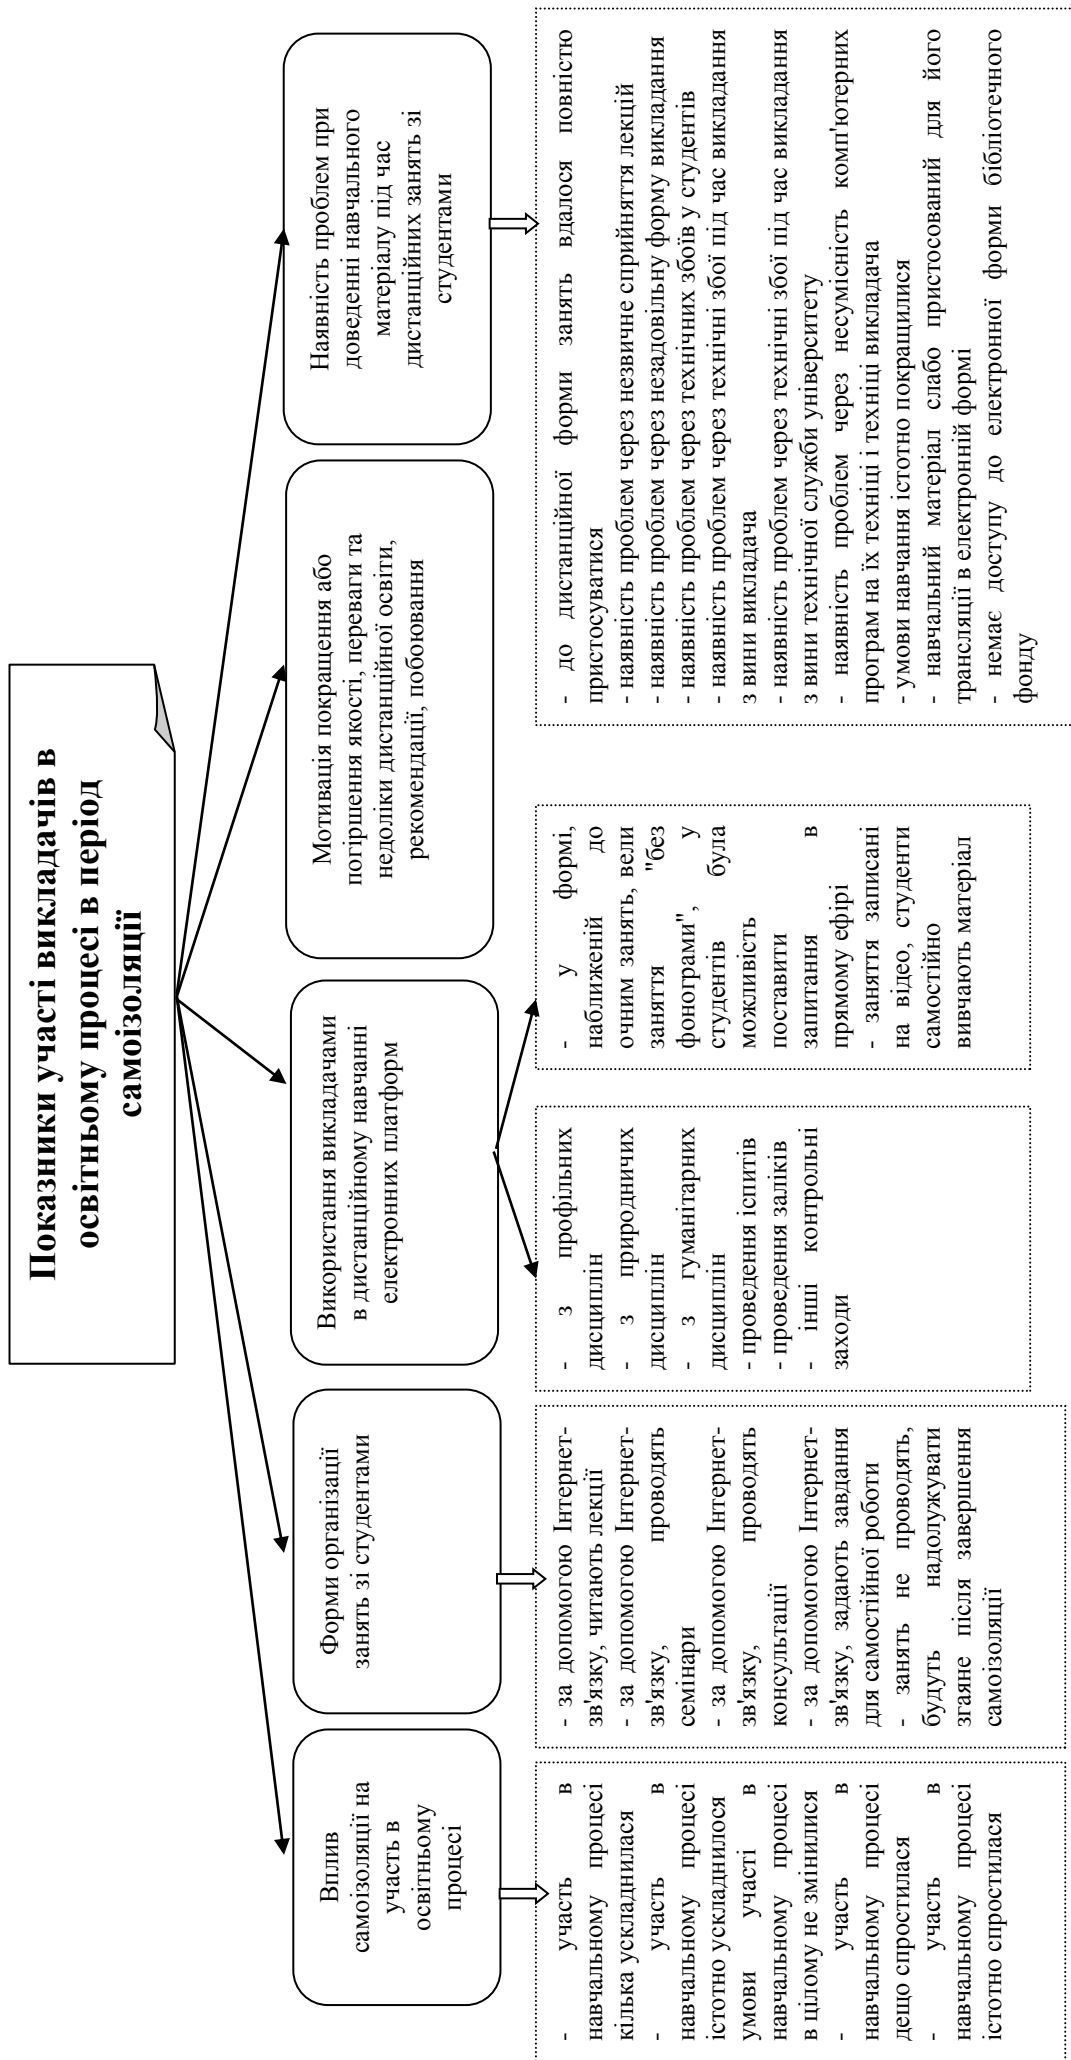 Показники участі викладачів в
освітньому процесі в період
самоізоляції
Вплив
самоізоляції на
участь в
освітньому
процесі
Форми організації
занять зі студентами
Використання викладачами
в дистанційному навчанні
електронних платформ
Мотивація покращення або
погіршення якості, переваги та
недоліки дистанційної освіти,
рекомендації, побоювання
Наявність проблем при
доведенні навчального
матеріалу під час
дистанційних занять зі
студентами
- участь в
навчальному процесі
кілька ускладнилася
- участь в
навчальному процесі
істотно ускладнилося
умови участі в
навчальному процесі
в цілому не змінилися
- участь в
навчальному процесі
дещо спростилася
- участь в
навчальному процесі
істотно спростилася
- за допомогою Інтернет-
зв'язку, читають лекції
- за допомогою Інтернет-
зв'язку, проводять
семінари
- за допомогою Інтернет-
зв'язку, проводять
консультації
- за допомогою Інтернет-
зв'язку, задають завдання
для самостійної роботи
- занять не проводять,
будуть надолужувати
згаяне після завершення
самоізоляції
- з профільних
дисциплін
- з природничих
дисциплін
- з гуманітарних
дисциплін
- проведення іспитів
- проведення заліків
- інші контрольні
заходи
- у формі,
наближеній до
очним занять, вели
заняття "без
фонограми", у
студентів була
можливість
поставити
запитання в
прямому ефірі
- заняття записані
на відео, студенти
самостійно
вивчають матеріал
- до дистанційної форми занять вдалося повністю
пристосуватися
- наявність проблем через незвичне сприйняття лекцій
- наявність проблем через незадовільну форму викладання
- наявність проблем через технічних збоїв у студентів
- наявність проблем через технічні збої під час викладання
з вини викладача
- наявність проблем через технічні збої під час викладання
з вини технічної служби університету
- наявність проблем через несумісність комп'ютерних
програм на їх техніці і техніці викладача
- умови навчання істотно покращилися
- навчальний матеріал слабо пристосований для його
трансляції в електронній формі
- немає доступу до електронної форми бібліотечного
фонду